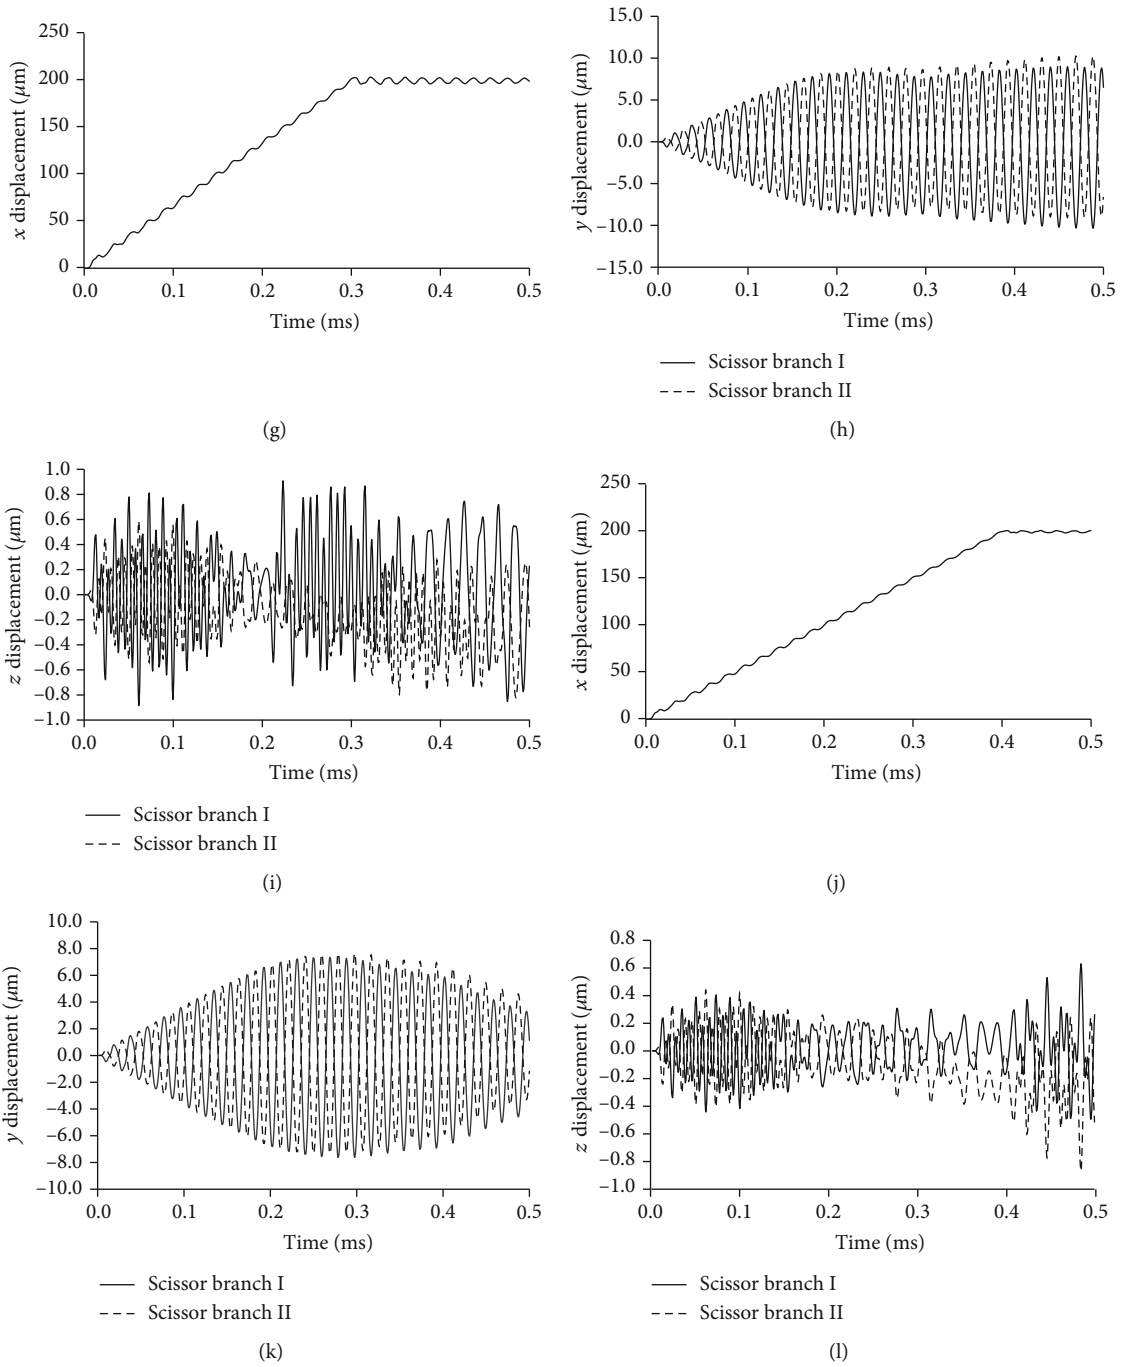 250
200
150
100
50
0
x displacement (μm)
0.0 0.1 0.2 0.3 0.4 0.5
Time (ms)
(g)
15.0
10.0
5.0
0.0
–5.0
–10.0
–15.0
y displacement (μm)
0.0 0.1 0.2 0.3 0.4 0.5
Time (ms)
Scissor branch I
Scissor branch II
(h)
1.0
0.8
0.6
0.4
0.2
0.0
–0.2
–0.4
–0.6
–0.8
–1.0
z displacement (μm)
0.0 0.1 0.2 0.3 0.4 0.5
Time (ms)
Scissor branch I
Scissor branch II
(i)
250
200
150
100
50
0
x displacement (μm)
0.0 0.1 0.2 0.3 0.4 0.5
Time (ms)
(j)
10.0
8.0
6.0
4.0
2.0
0.0
–2.0
–4.0
–6.0
–8.0
–10.0
y displacement (μm)
0.0 0.1 0.2 0.3 0.4 0.5
Time (ms)
Scissor branch I
Scissor branch II
(k)
0.8
0.6
0.4
0.2
0.0
–0.2
–0.4
–0.6
–0.8
–1.0
z displacement (μm)
0.0 0.1 0.2 0.3 0.4 0.5
Time (ms)
Scissor branch I
Scissor branch II
(l)